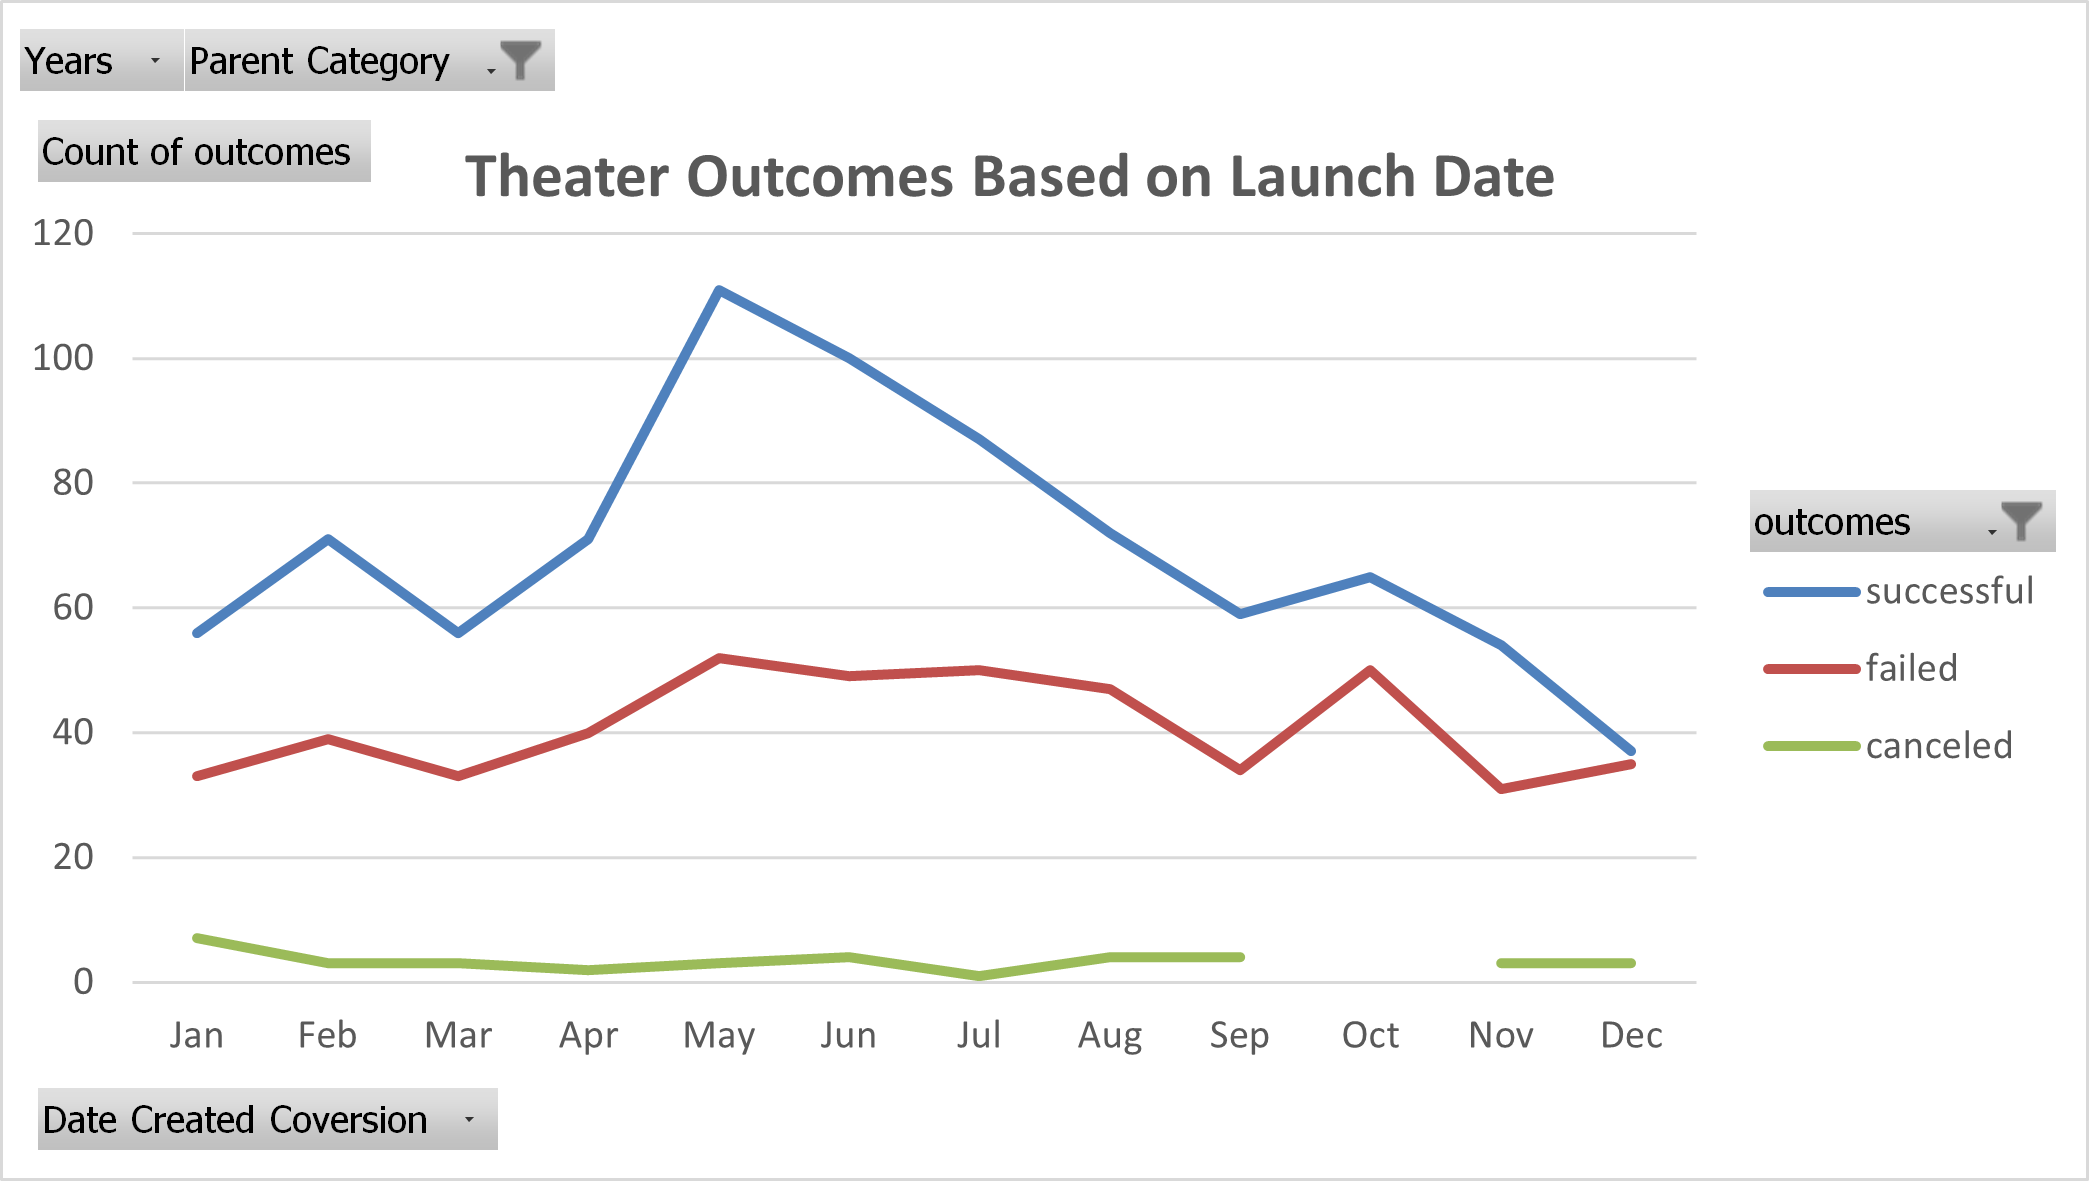 Years Parent Category
Count of outcomes
Theater Outcomes Based on Launch Date
120
100
80
60
40
20
0
Jan Feb Mar Apr May Jun Jul Aug Sep Oct Nov Dec
outcomes
successful
failed
canceled
Date Created Coversion